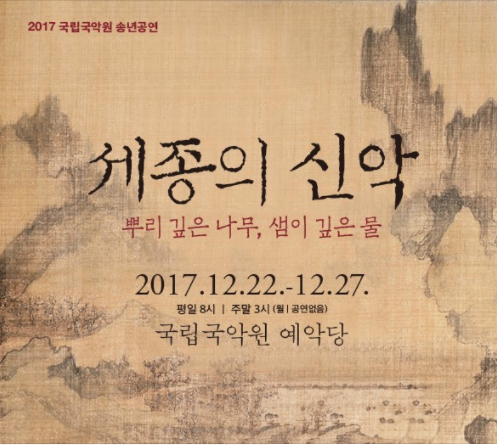 2017 국립국악원 송년공연
세종의 신악
뿌리 깊은 나무, 샘이 깊은 물
2017.12.22.-12.27.
평일 8시 | 주말 3시 (월 | 공연없음)
국립국악원 예악당